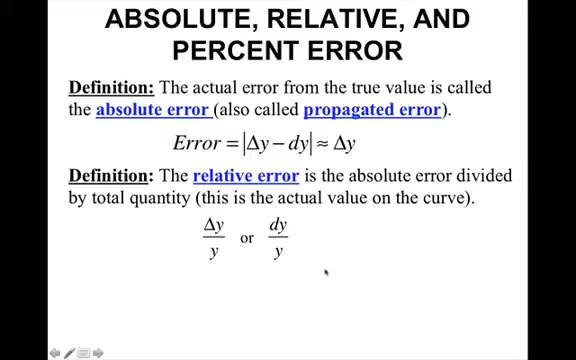 ABSOLUTE, RELATIVE, AND
PERCENT ERROR
Definition: The actual error from the true value is called
the absolute error (also called propagated error).
Error = |Δy − dy| ≈ Δy
Definition: The relative error is the absolute error divided
by total quantity (this is the actual value on the curve).
Δy/y or dy/y